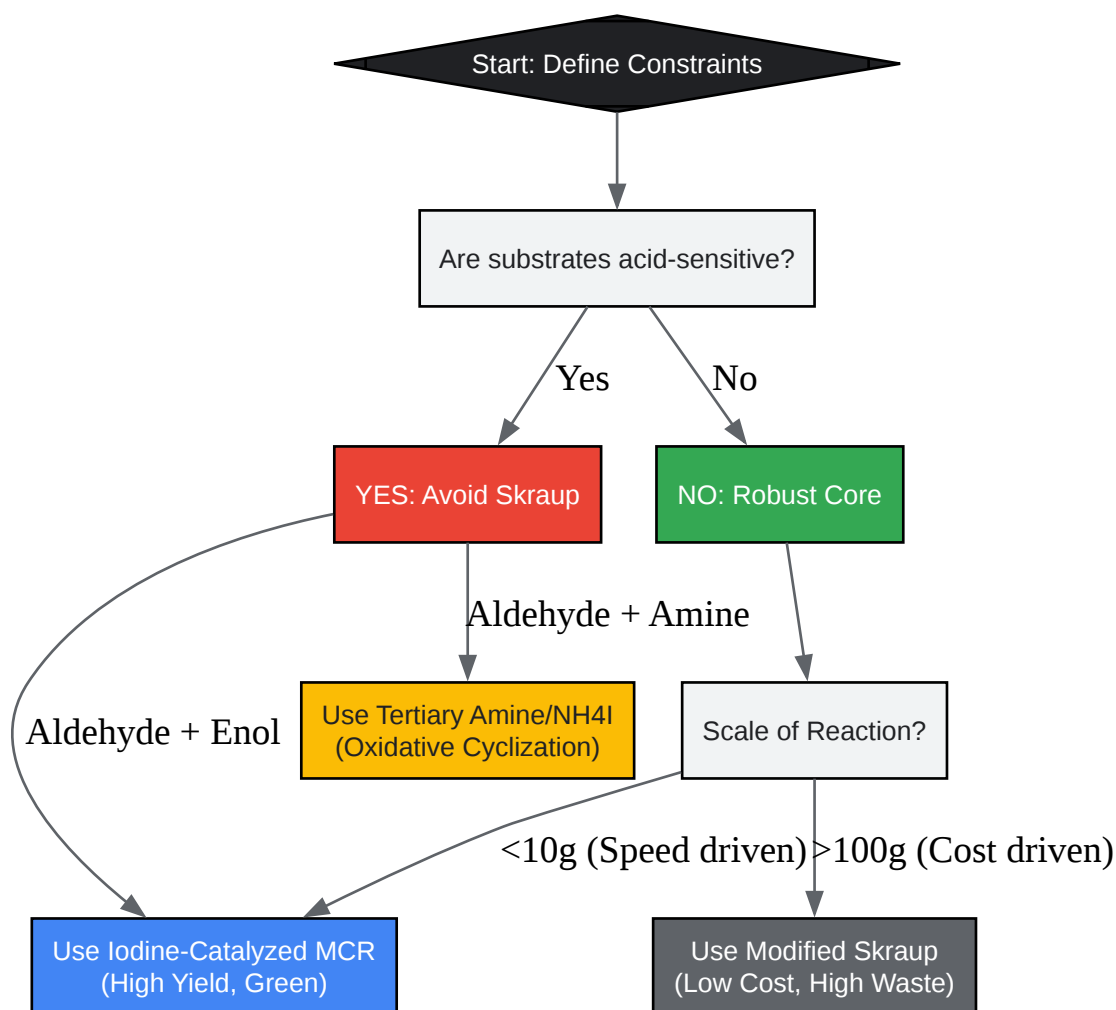 Start: Define Constraints
Are substrates acid-sensitive?
Yes
No
YES: Avoid Skraup
NO: Robust Core
Aldehyde + Amine
Use Tertiary Amine/NH4I
(Oxidative Cyclization)
Scale of Reaction?
Aldehyde + Enol
<10g (Speed driven)
>100g (Cost driven)
Use Iodine-Catalyzed MCR
(High Yield, Green)
Use Modified Skraup
(Low Cost, High Waste)